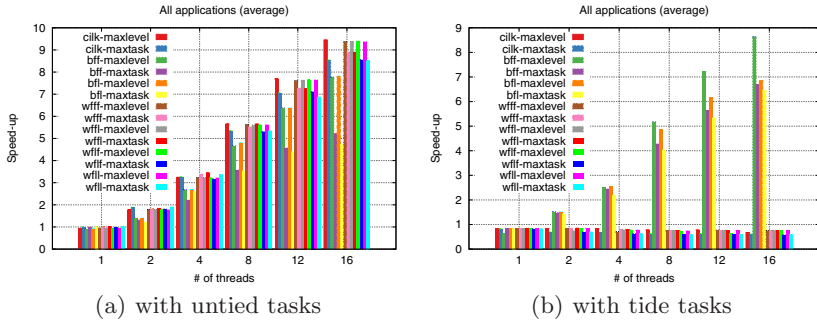 All applications (average)
10
9
8
7
6
5
4
3
2
1
0
Speed-up
cilk-maxlevel
cilk-maxtask
bff-maxlevel
bff-maxtask
bfl-maxlevel
bfl-maxtask
wfff-maxlevel
wfff-maxtask
wffl-maxlevel
wffl-maxtask
wflf-maxlevel
wflf-maxtask
wfll-maxlevel
wfll-maxtask
1 2 4 8 12 16
# of threads
(a) with untied tasks
All applications (average)
9
8
7
6
5
4
3
2
1
0
Speed-up
cilk-maxlevel
cilk-maxtask
bff-maxlevel
bff-maxtask
bfl-maxlevel
bfl-maxtask
wfff-maxlevel
wfff-maxtask
wffl-maxlevel
wffl-maxtask
wflf-maxlevel
wflf-maxtask
wfll-maxlevel
wfll-maxtask
1 2 4 8 12 16
# of threads
(b) with tide tasks